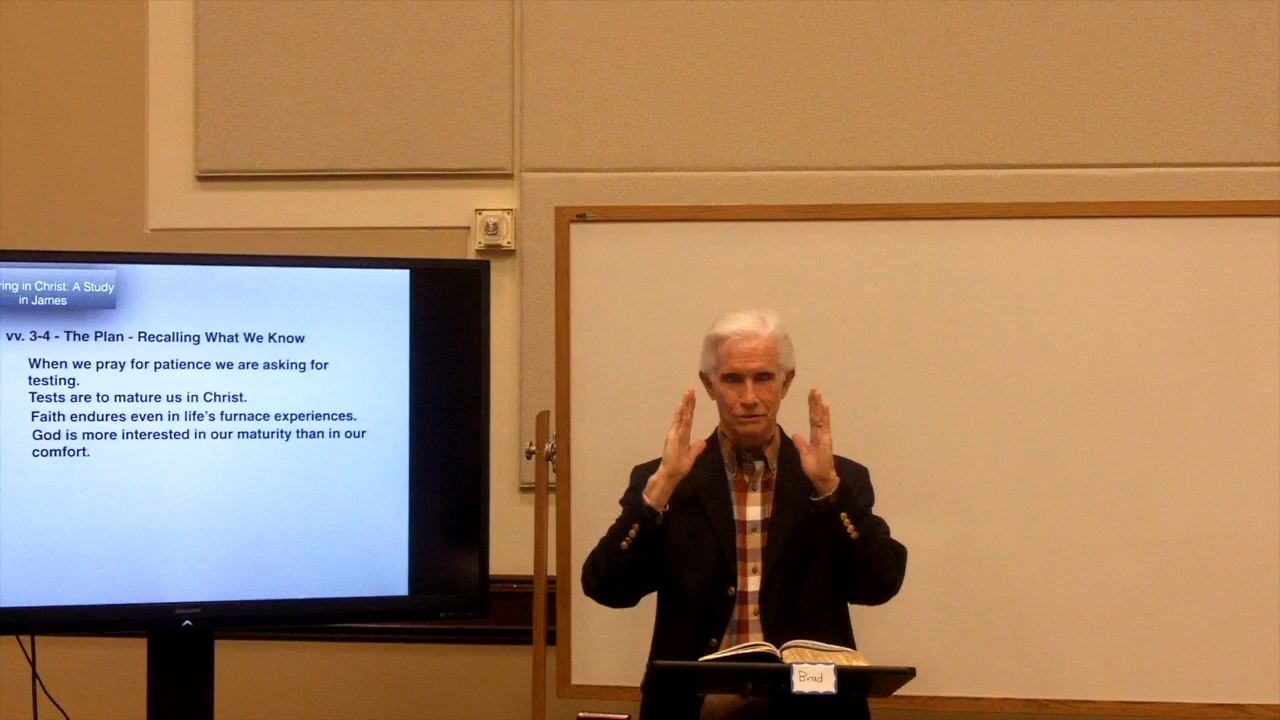 ring in Christ: A Study
in James
vv. 3-4 - The Plan - Recalling What We Know
When we pray for patience we are asking for
testing.
Tests are to mature us in Christ.
Faith endures even in life's furnace experiences.
God is more interested in our maturity than in our
comfort.
Brad